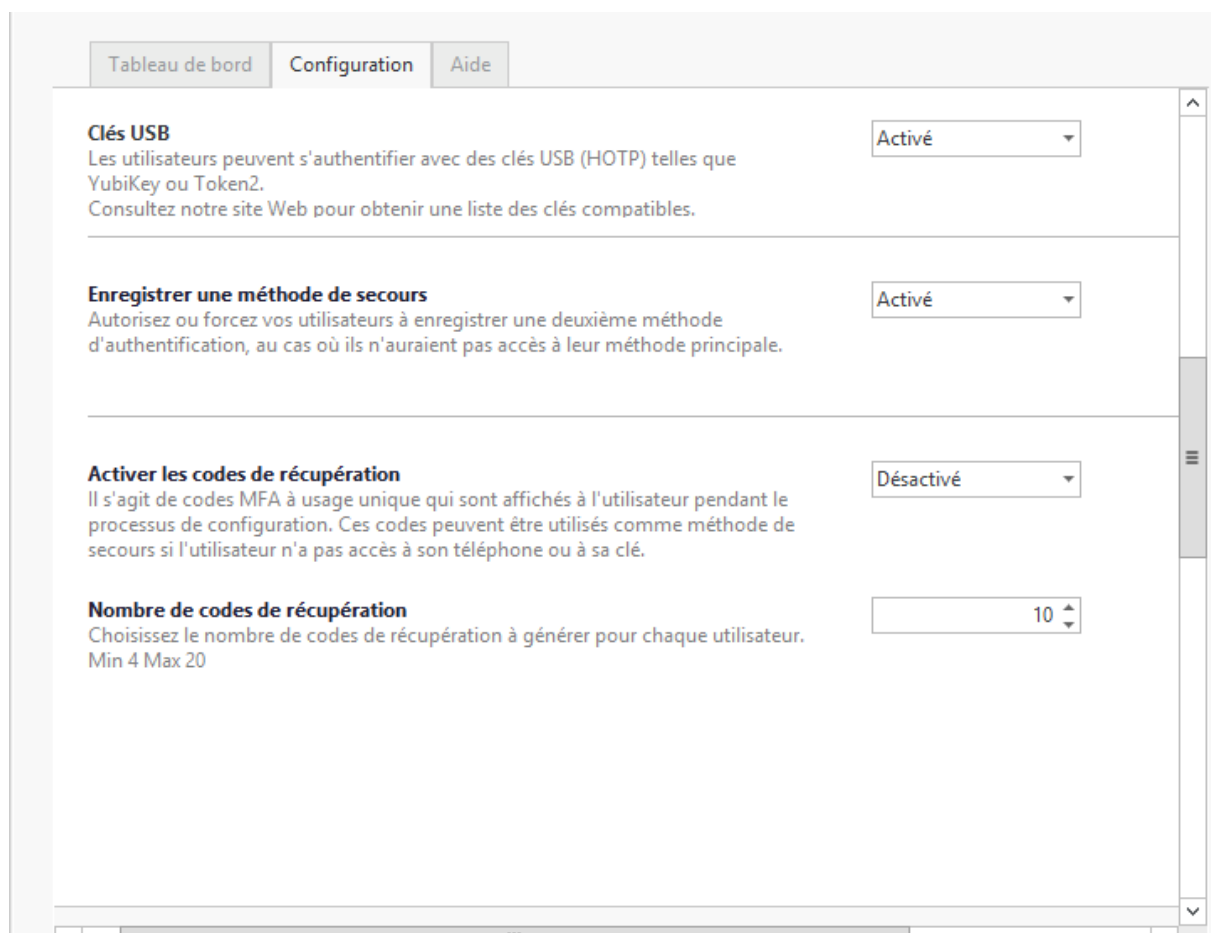 Tableau de bord
Configuration
Aide
Clés USB
Activé
Les utilisateurs peuvent s'authentifier avec des clés USB (HOTP) telles que
YubiKey ou Token2.
Consultez notre site Web pour obtenir une liste des clés compatibles.
Enregistrer une méthode de secours
Activé
Autorisez ou forcez vos utilisateurs à enregistrer une deuxième méthode
d'authentification, au cas où ils n'auraient pas accès à leur méthode principale.
Activer les codes de récupération
Désactivé
Il s'agit de codes MFA à usage unique qui sont affichés à l'utilisateur pendant le
processus de configuration. Ces codes peuvent être utilisés comme méthode de
secours si l'utilisateur n'a pas accès à son téléphone ou à sa clé.
Nombre de codes de récupération
10
Choisissez le nombre de codes de récupération à générer pour chaque utilisateur.
Min 4 Max 20